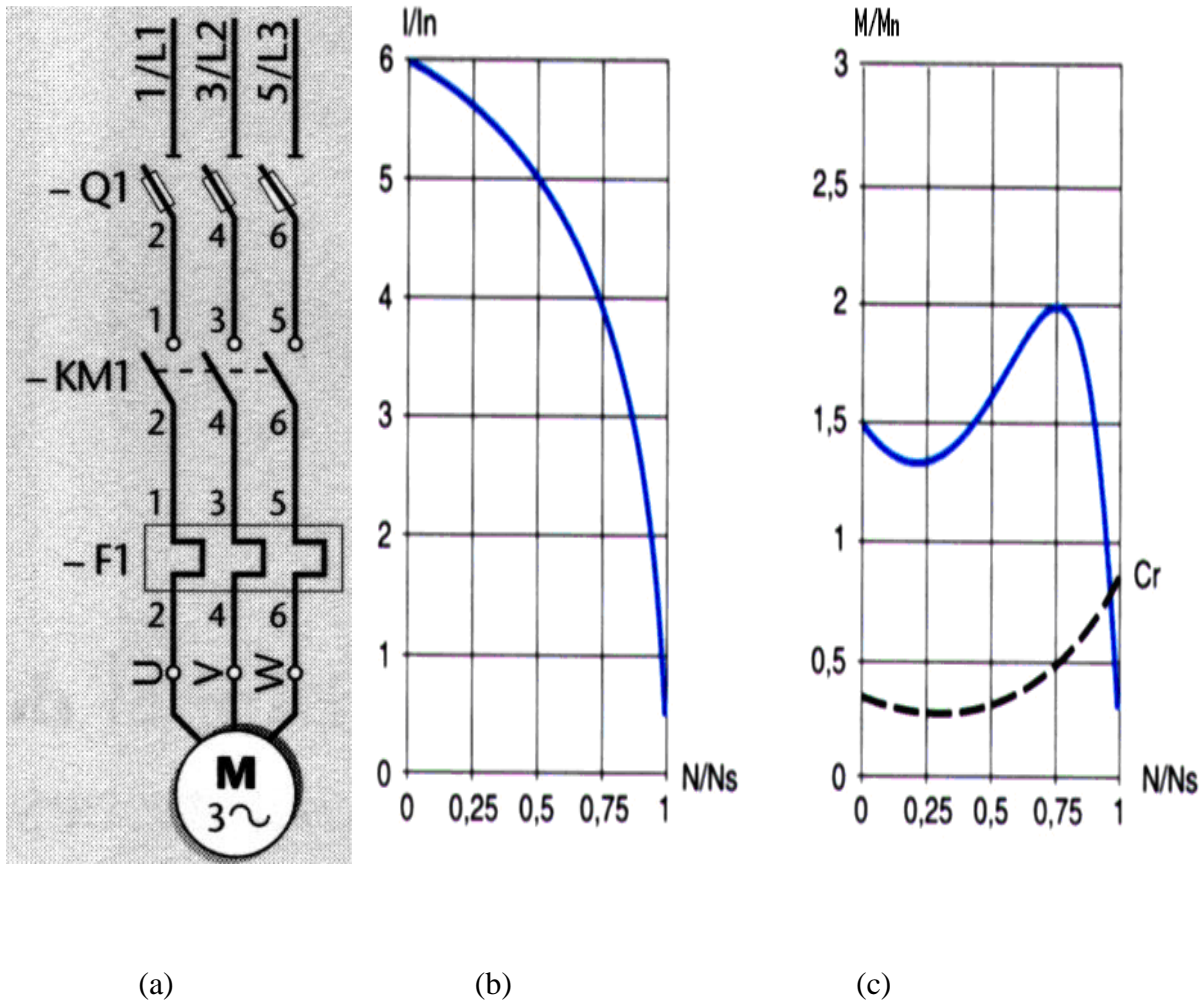 1/L1 3/L2 5/L3
– Q1
2 4 6
1 3 5
– KM1
2 4 6
1 3 5
– F1
2 4 6
U V W
M
3~
I/In
6
5
4
3
2
1
0
0 0,25 0,5 0,75 1
N/Ns
M/Mn
3
2,5
2
1,5
1
0,5
0
0 0,25 0,5 0,75 1
N/Ns
Cr
(a) (b) (c)